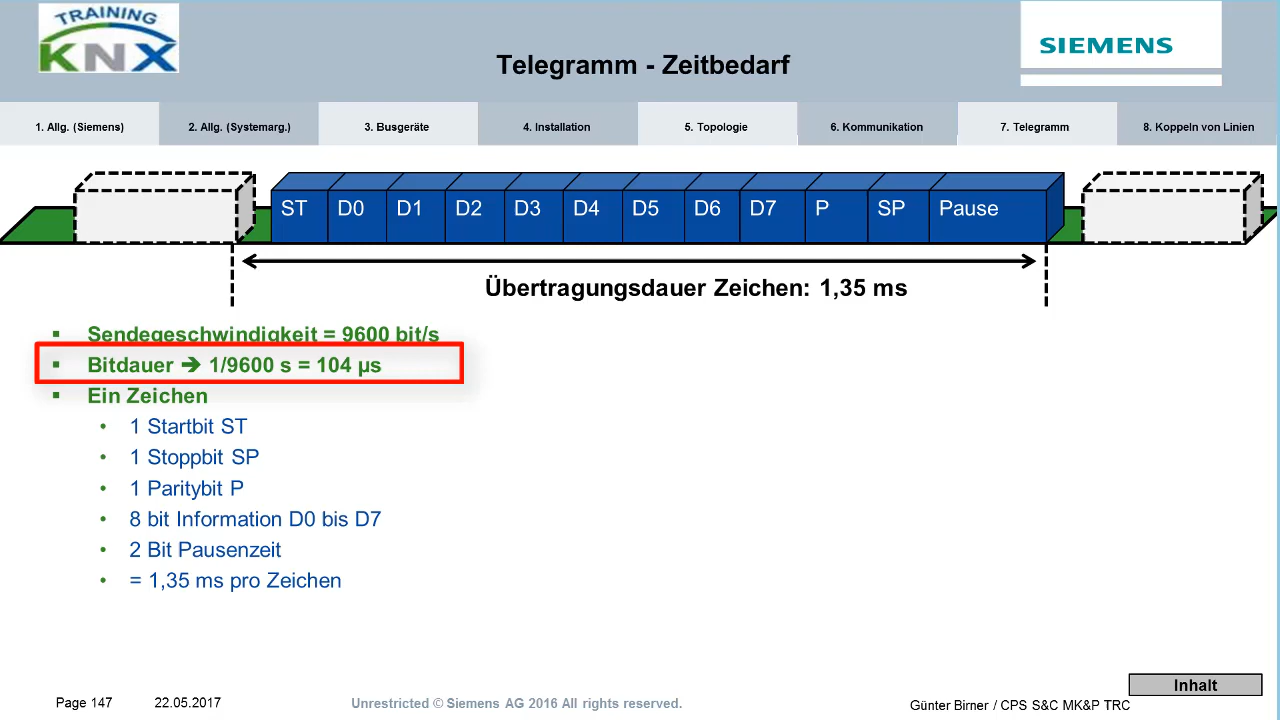 TRAINING
KNX
SIEMENS
Telegramm - Zeitbedarf
1. Allg. (Siemens)
2. Allg. (Systemarg.)
3. Busgeräte
4. Installation
5. Topologie
6. Kommunikation
7. Telegramm
8. Koppeln von Linien
ST D0 D1 D2 D3 D4 D5 D6 D7 P SP Pause
Übertragungsdauer Zeichen: 1,35 ms
▪ Sendegeschwindigkeit = 9600 bit/s
▪ Bitdauer ➔ 1/9600 s = 104 µs
▪ Ein Zeichen
• 1 Startbit ST
• 1 Stoppbit SP
• 1 Paritybit P
• 8 bit Information D0 bis D7
• 2 Bit Pausenzeit
• = 1,35 ms pro Zeichen
Inhalt
Page 147
22.05.2017
Unrestricted © Siemens AG 2016 All rights reserved.
Günter Birner / CPS S&C MK&P TRC